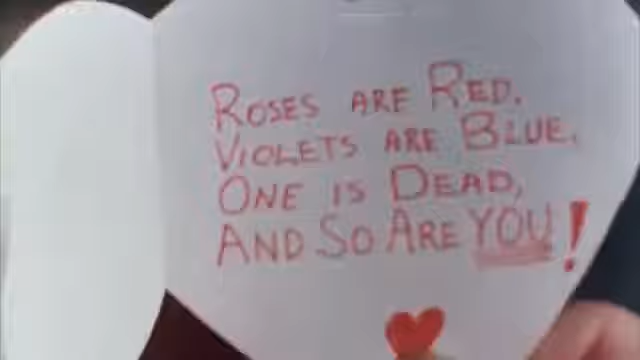 ROSES ARE RED.
VIOLETS ARE BLUE.
ONE IS DEAD,
AND SO ARE YOU!